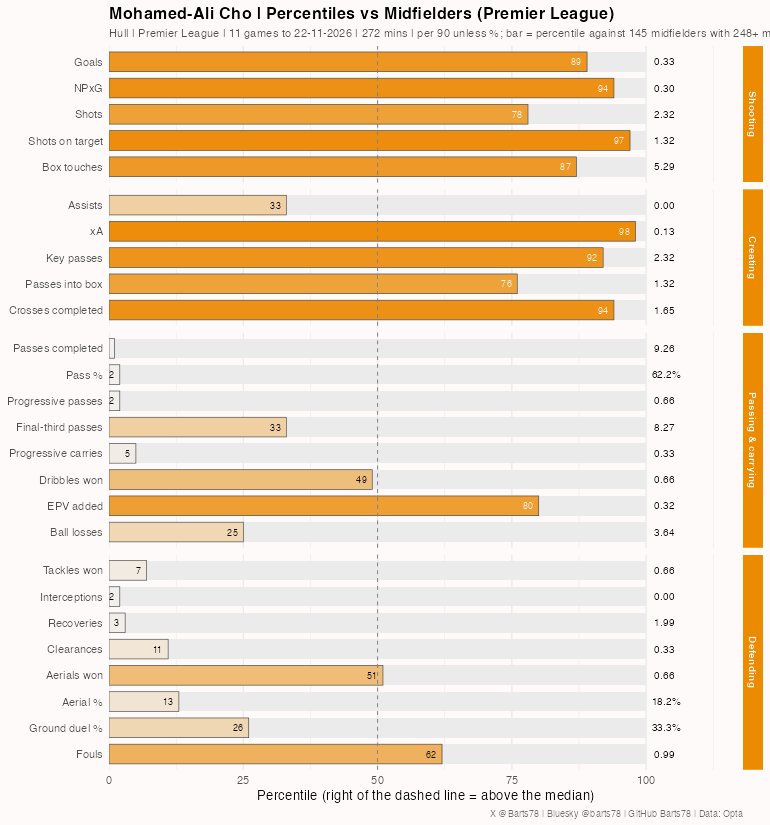 Mohamed-Ali Cho | Percentiles vs Midfielders (Premier League)
Hull | Premier League | 11 games to 22-11-2026 | 272 mins | per 90 unless %; bar = percentile against 145 midfielders with 248+ m
Shooting
Goals 89 0.33
NPxG 94 0.30
Shots 78 2.32
Shots on target 97 1.32
Box touches 87 5.29
Creating
Assists 33 0.00
xA 98 0.13
Key passes 92 2.32
Passes into box 76 1.32
Crosses completed 94 1.65
Passing & carrying
Passes completed 9.26
Pass % 2 62.2%
Progressive passes 2 0.66
Final-third passes 33 8.27
Progressive carries 5 0.33
Dribbles won 49 0.66
EPV added 80 0.32
Ball losses 25 3.64
Defending
Tackles won 7 0.66
Interceptions 2 0.00
Recoveries 3 1.99
Clearances 11 0.33
Aerials won 51 0.66
Aerial % 13 18.2%
Ground duel % 26 33.3%
Fouls 62 0.99
0 25 50 75 100
Percentile (right of the dashed line = above the median)
X @Barts78 | Bluesky @barts78 | GitHub Barts78 | Data: Opta